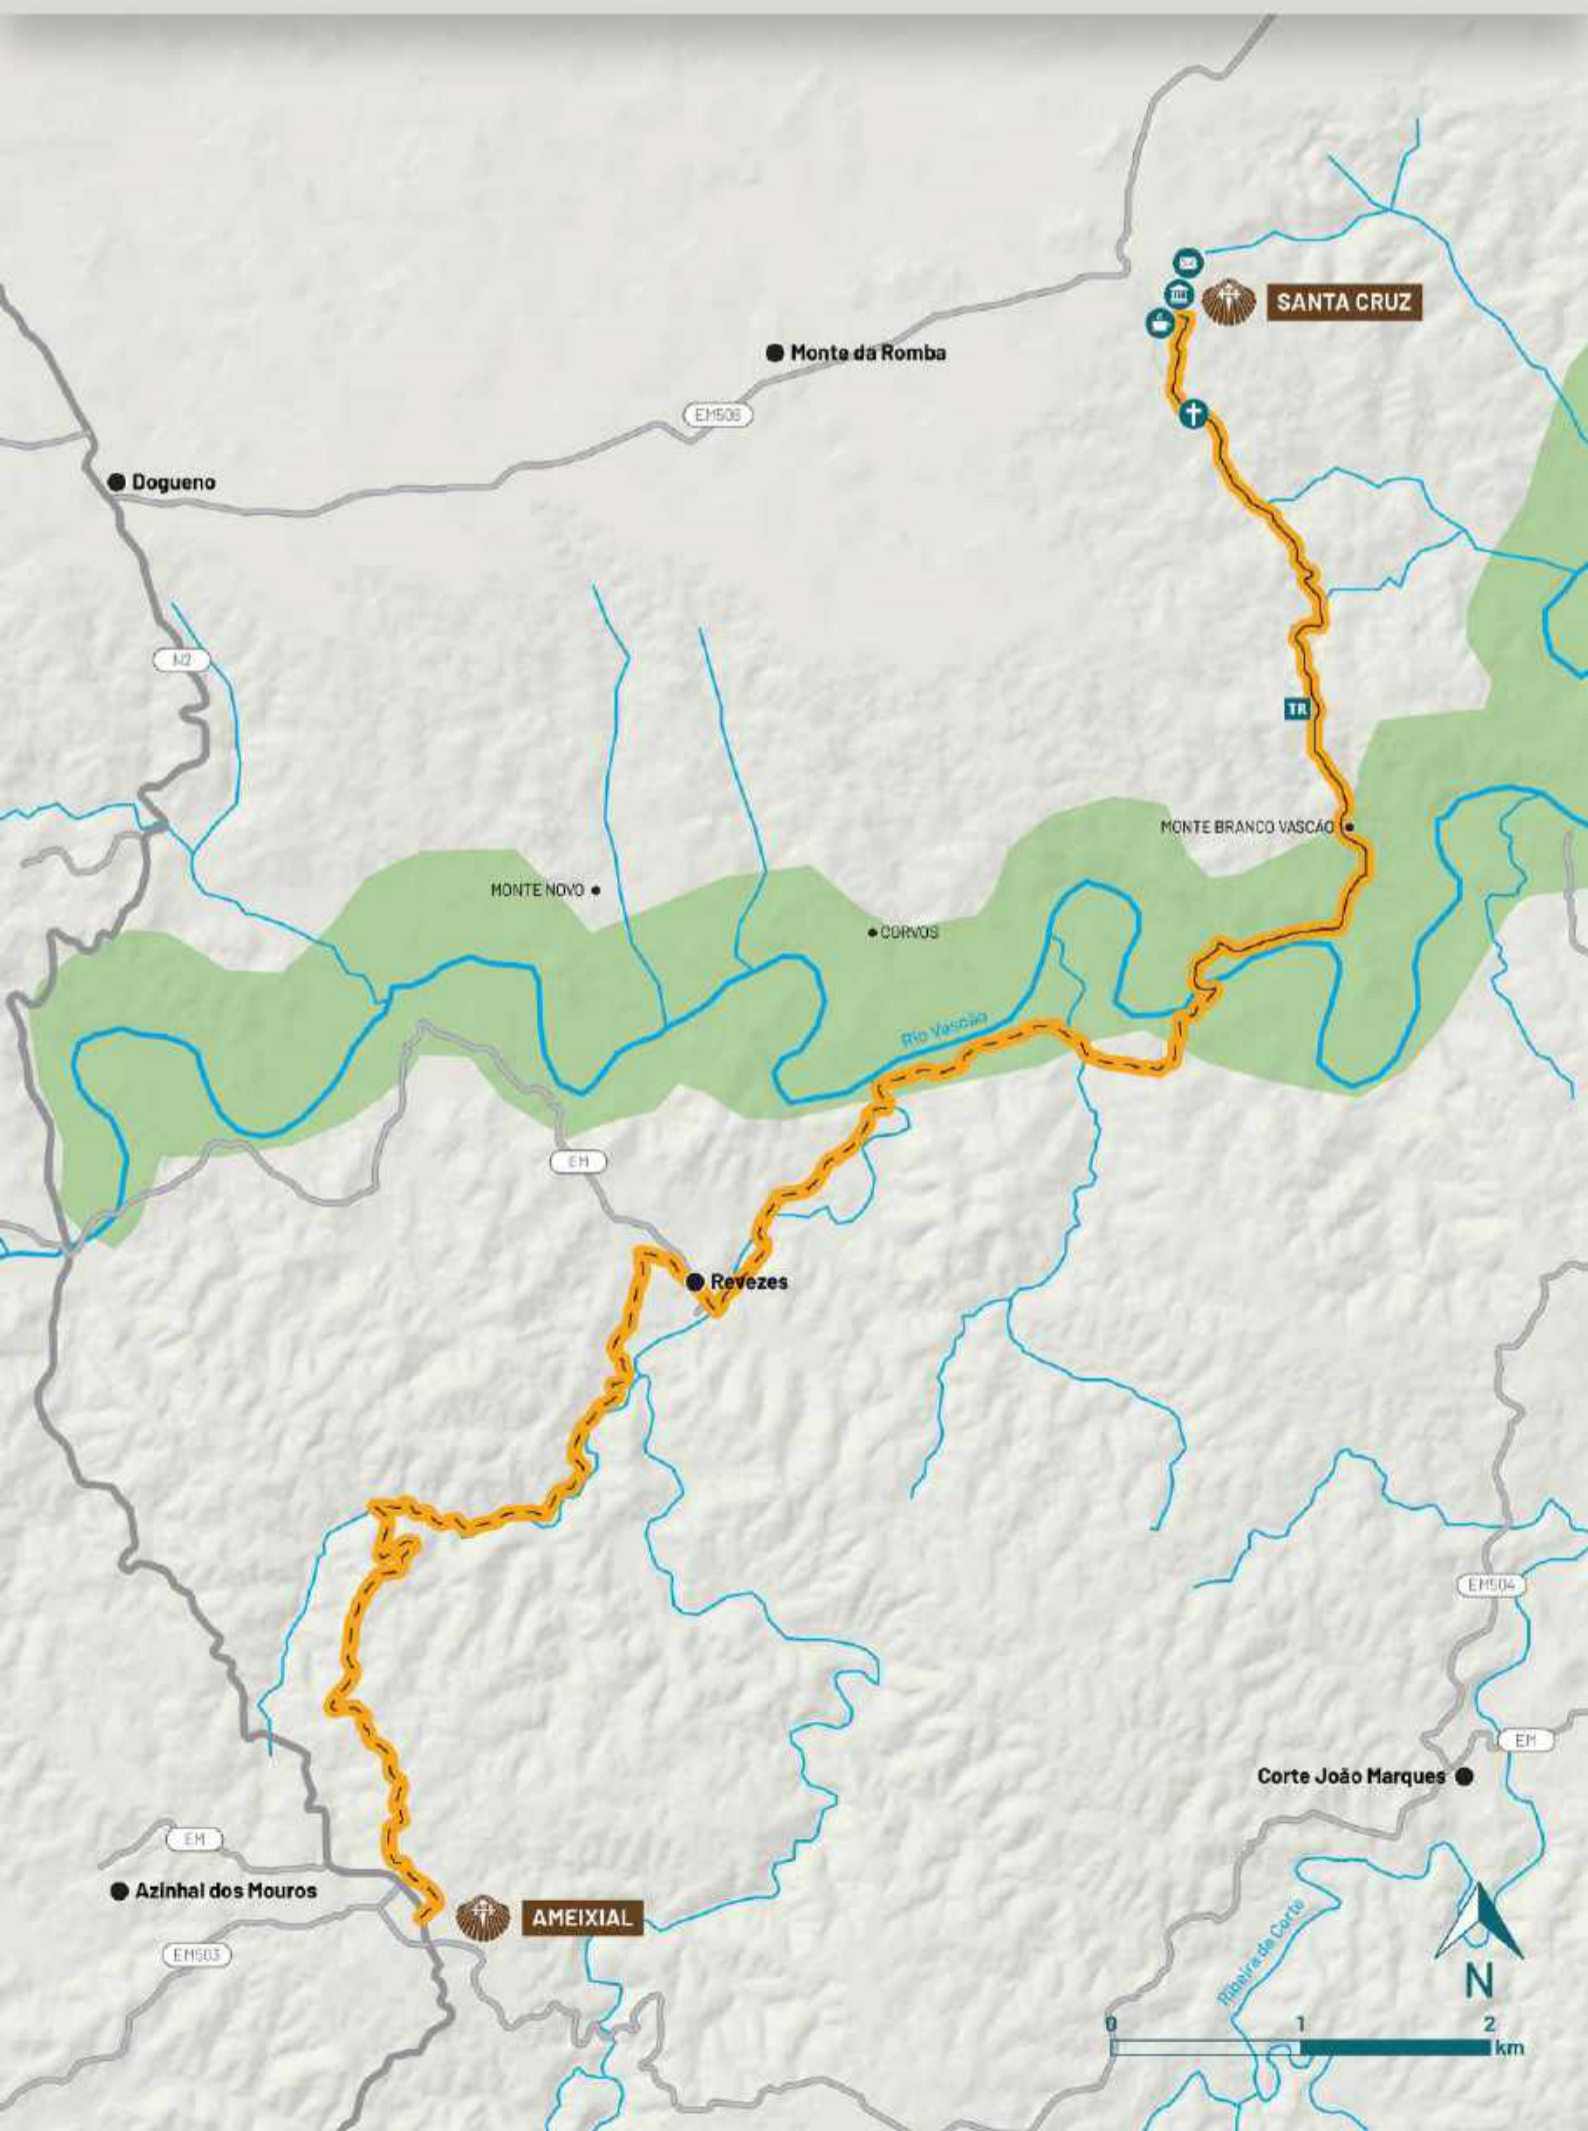 SANTA CRUZ
Monte da Romba
EM506
Dogueno
N2
TR
MONTE BRANCO VASCÃO
MONTE NOVO
CORVOS
Rio Vascão
EM
Revezes
EM504
EM
Corte João Marques
EM
Azinhal dos Mouros
AMEIXIAL
EM503
Ribeira do Corte
N
0 1 2
km